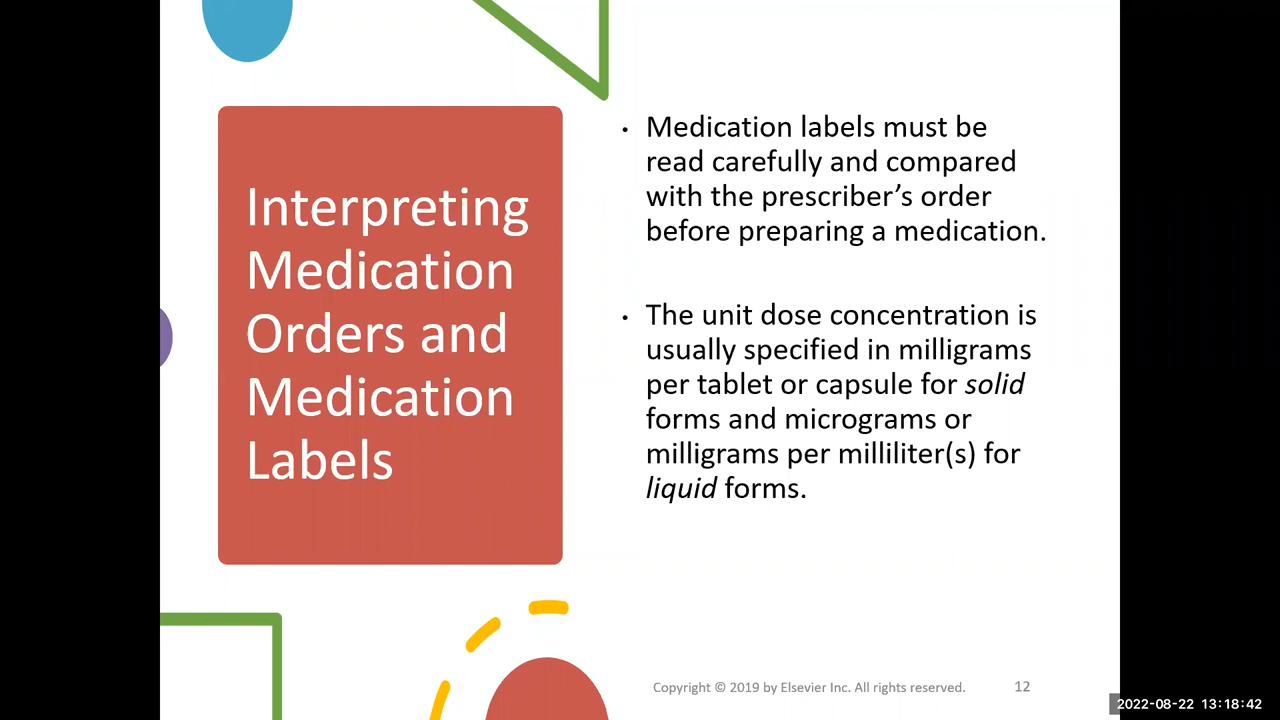 Interpreting
Medication
Orders and
Medication
Labels
• Medication labels must be
read carefully and compared
with the prescriber’s order
before preparing a medication.
• The unit dose concentration is
usually specified in milligrams
per tablet or capsule for solid
forms and micrograms or
milligrams per milliliter(s) for
liquid forms.
Copyright © 2019 by Elsevier Inc. All rights reserved.
12
2022-08-22 13:18:42